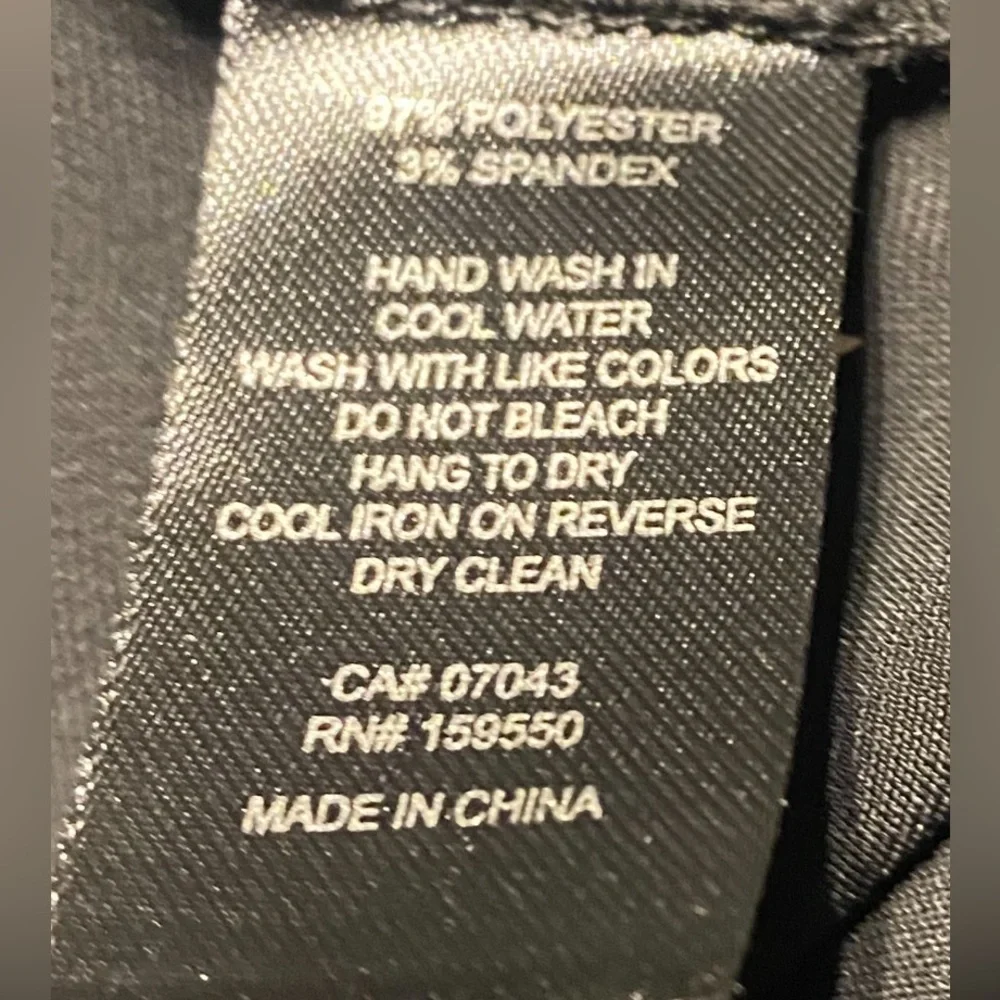 97% POLYESTER
3% SPANDEX
HAND WASH IN
COOL WATER
WASH WITH LIKE COLORS
DO NOT BLEACH
HANG TO DRY
COOL IRON ON REVERSE
DRY CLEAN
CA# 07043
RN# 159550
MADE IN CHINA